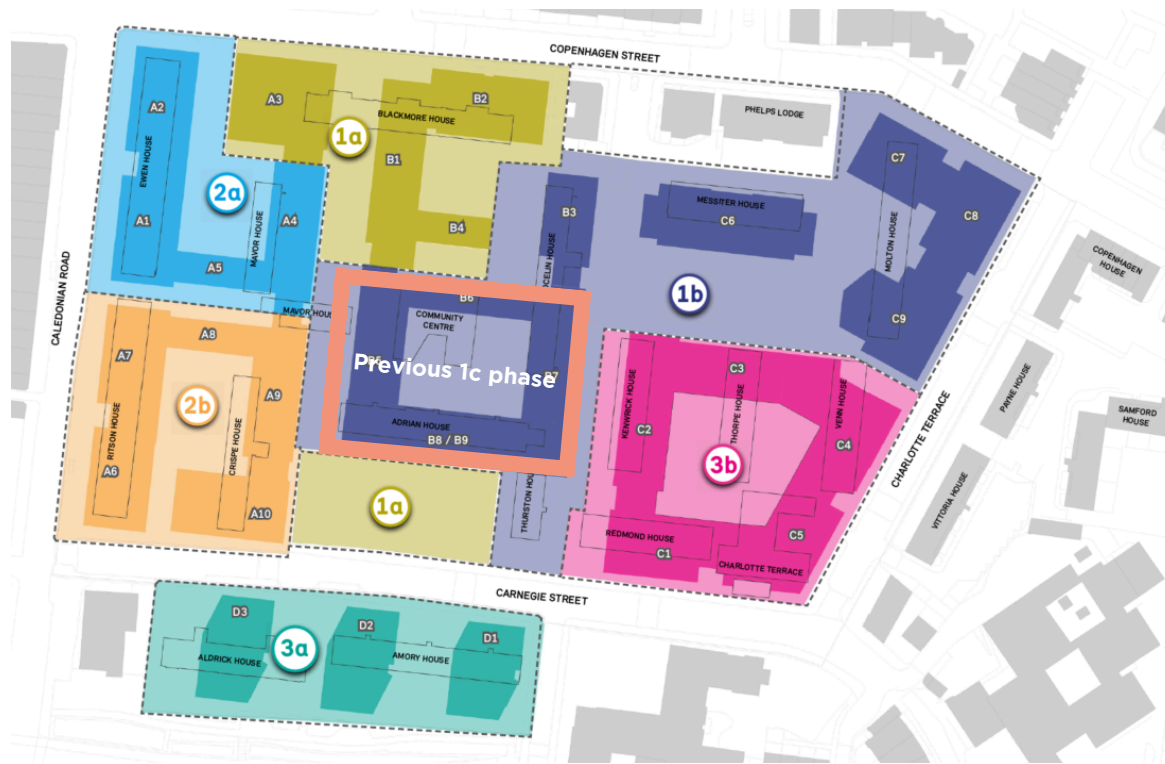 COPENHAGEN STREET
PHELPS LODGE
A2
A3
B2
BLACKMORE HOUSE
1a
EWEN HOUSE
B1
C7
2a
MESSITER HOUSE
C6
C8
A1
A4
B3
B4
MAVOR HOUSE
MOLTON HOUSE
A5
COPENHAGEN
HOUSE
CALEDONIAN ROAD
1b
B6
COMMUNITY
CENTRE
C9
A8
A7
B7
Previous 1c phase
C3
KENWRICK HOUSE
THORPE HOUSE
VENN HOUSE
PAYNE HOUSE
SAMFORD
HOUSE
2b
A9
CRISPE HOUSE
RITSON HOUSE
ADRIAN HOUSE
B8 / B9
C2
C4
CHARLOTTE TERRACE
3b
A6
A10
1a
VITTORIA HOUSE
REDMOND HOUSE
C1
C5
CHARLOTTE TERRACE
CARNEGIE STREET
D3
D2
D1
3a
ALDRICK HOUSE
AMORY HOUSE